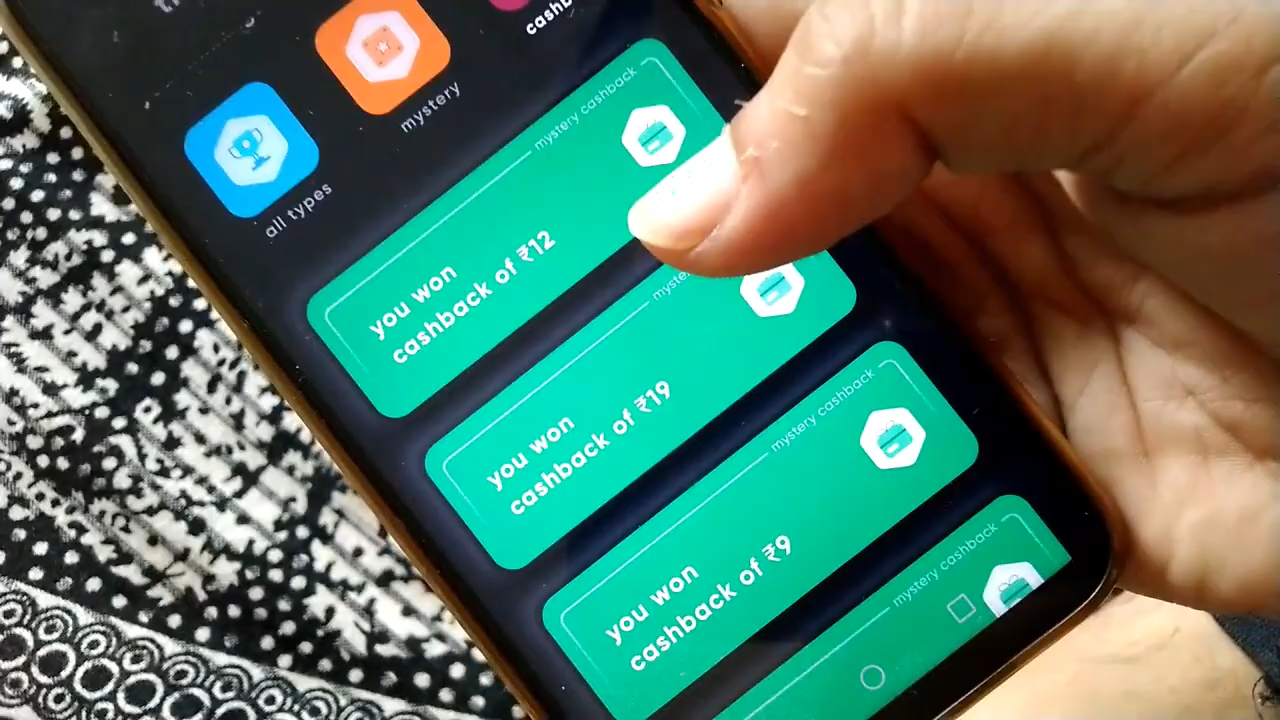 cashb
mystery
all types
mystery cashback
you won
cashback of ₹12
myste
you won
cashback of ₹19
mystery cashback
you won
cashback of ₹9
mystery cashback